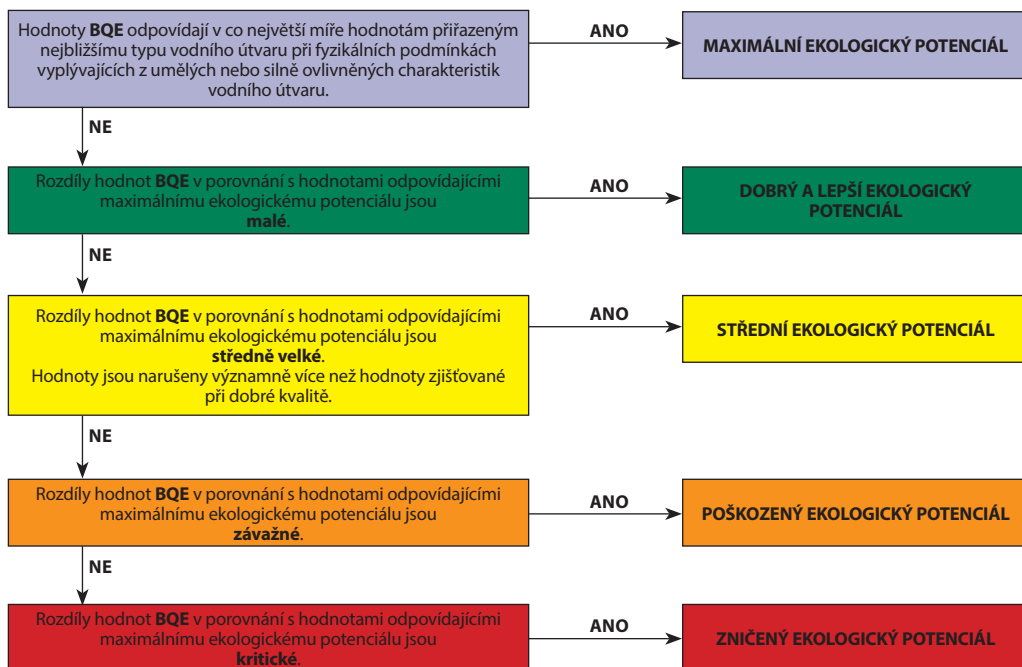 Hodnoty BQE odpovídají v co největší míře hodnotám přiřazeným
nejbližšímu typu vodního útvaru při fyzikálních podmínkách
vyplývajících z umělých nebo silně ovlivněných charakteristik
vodního útvaru.
ANO
MAXIMÁLNÍ EKOLOGICKÝ POTENCIÁL
NE
Rozdíly hodnot BQE v porovnání s hodnotami odpovídajícími
maximálnímu ekologickému potenciálu jsou
malé.
ANO
DOBRÝ A LEPŠÍ EKOLOGICKÝ
POTENCIÁL
NE
Rozdíly hodnot BQE v porovnání s hodnotami odpovídajícími
maximálnímu ekologickému potenciálu jsou
středně velké.
Hodnoty jsou narušeny významně více než hodnoty zjišťované
při dobré kvalitě.
ANO
STŘEDNÍ EKOLOGICKÝ POTENCIÁL
NE
Rozdíly hodnot BQE v porovnání s hodnotami odpovídajícími
maximálnímu ekologickému potenciálu jsou
závažné.
ANO
POŠKOZENÝ EKOLOGICKÝ POTENCIÁL
NE
Rozdíly hodnot BQE v porovnání s hodnotami odpovídajícími
maximálnímu ekologickému potenciálu jsou
kritické.
ANO
ZNIČENÝ EKOLOGICKÝ POTENCIÁL